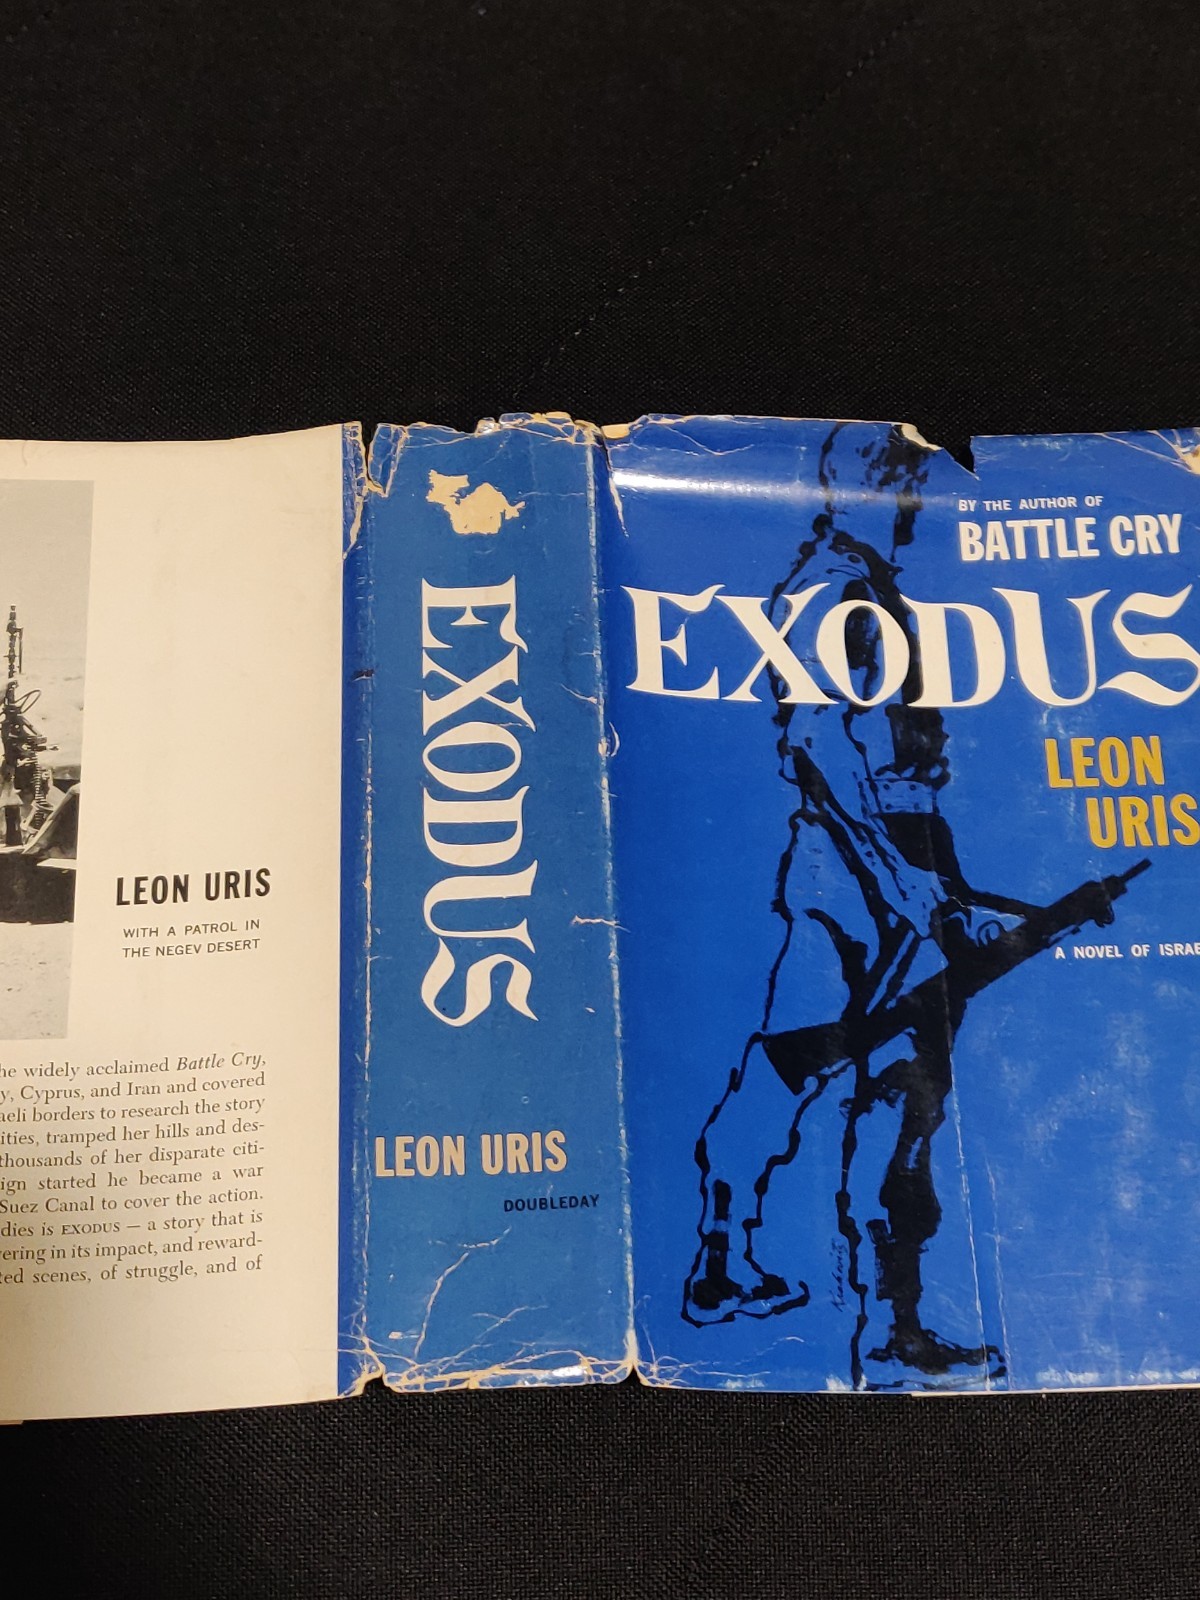 LEON URIS
WITH A PATROL IN
THE NEGEV DESERT
he widely acclaimed Battle Cry,
y, Cyprus, and Iran and covered
aeli borders to research the story
ities, tramped her hills and des-
thousands of her disparate citi-
ign started he became a war
Suez Canal to cover the action.
dies is EXODUS — a story that is
ering in its impact, and reward-
ted scenes, of struggle, and of
EXODUS
LEON URIS
DOUBLEDAY
BY THE AUTHOR OF
BATTLE CRY
EXODUS
LEON
URIS
A NOVEL OF ISRAE